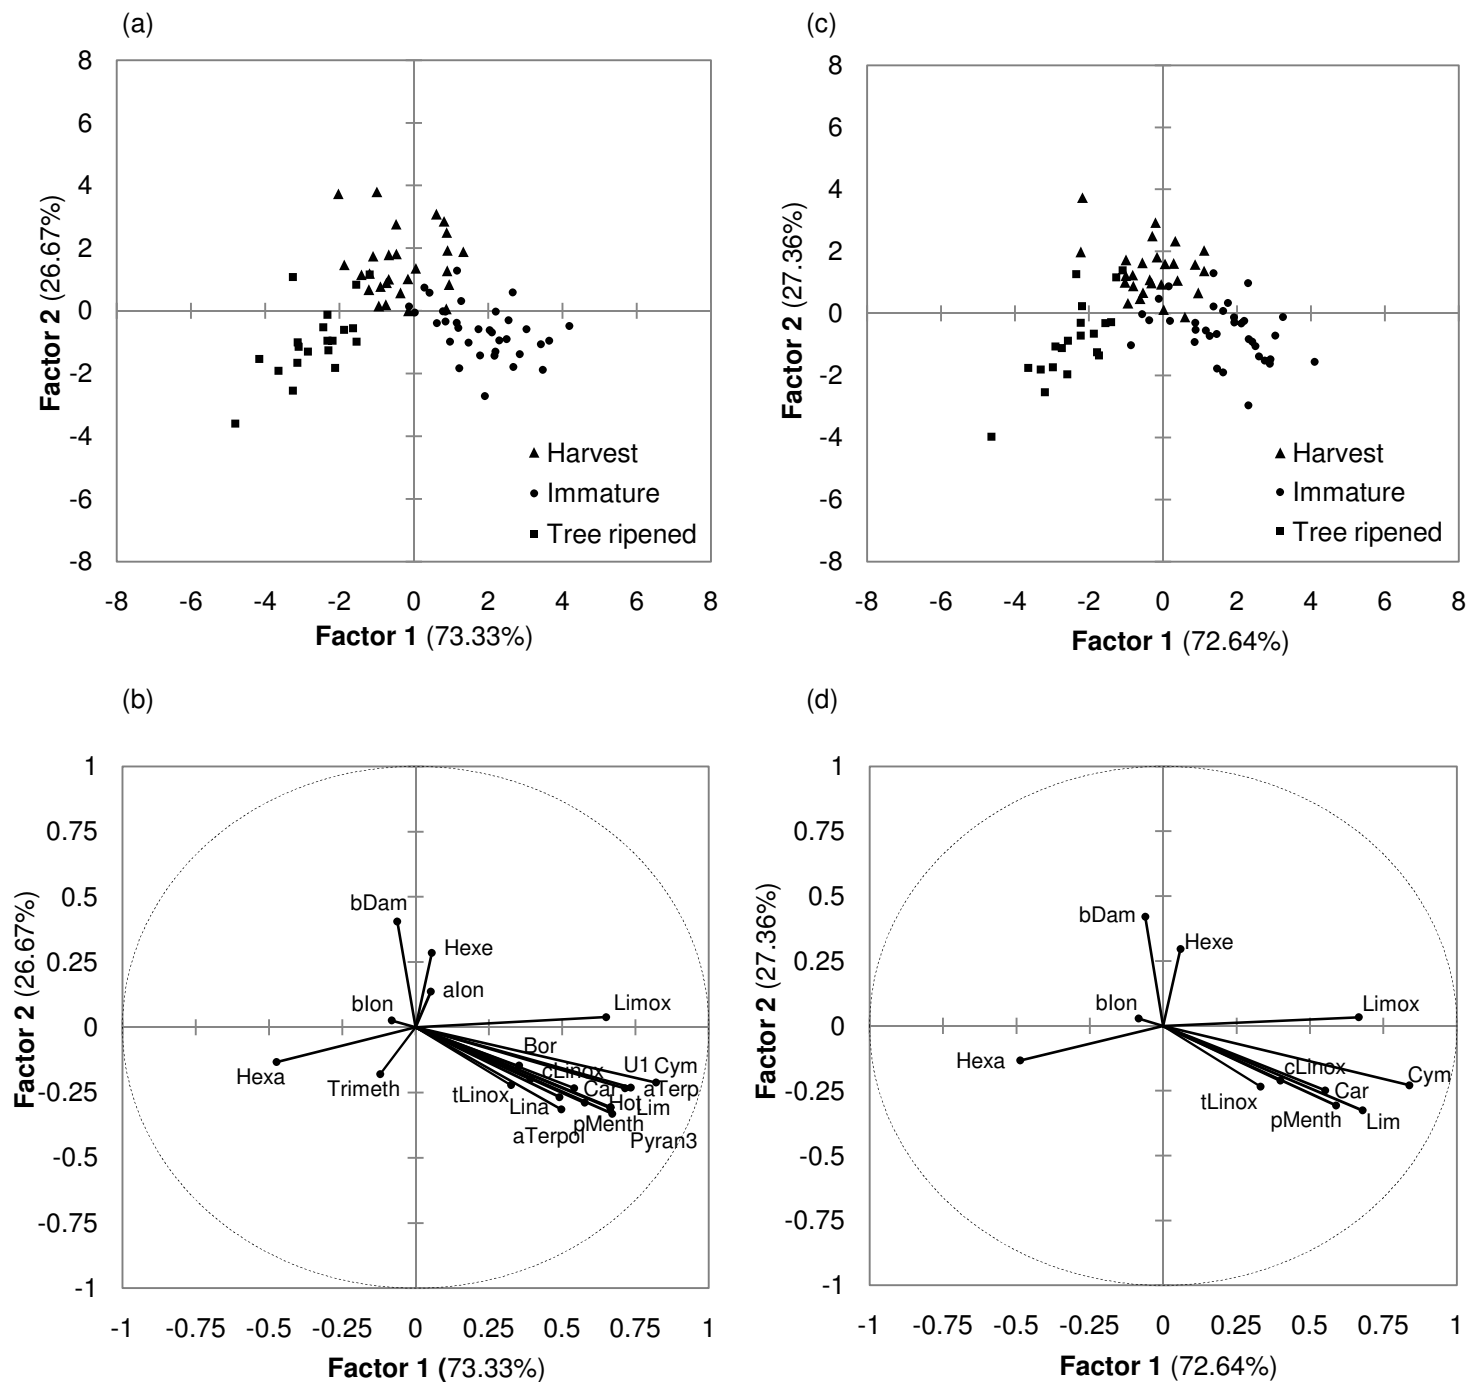 (a)
8
6
4
2
0
-2
-4
-6
-8
Factor 2 (26.67%)
▲ Harvest
● Immature
■ Tree ripened
-8 -6 -4 -2 0 2 4 6 8
Factor 1 (73.33%)
(c)
8
6
4
2
0
-2
-4
-6
-8
Factor 2 (27.36%)
▲ Harvest
● Immature
■ Tree ripened
-8 -6 -4 -2 0 2 4 6 8
Factor 1 (72.64%)
(b)
1
0.75
0.5
0.25
0
-0.25
-0.5
-0.75
-1
Factor 2 (26.67%)
bDam
Hexe
aIon
bIon
Limox
Bor
Hexa
Trimeth
cLinox
U1 Cym
tLinox
Car
aTerp
Lina
Hot
Lim
pMenth
aTerpol
Pyran3
-1 -0.75 -0.5 -0.25 0 0.25 0.5 0.75 1
Factor 1 (73.33%)
(d)
1
0.75
0.5
0.25
0
-0.25
-0.5
-0.75
-1
Factor 2 (27.36%)
bDam
Hexe
bIon
Limox
Hexa
cLinox
Cym
tLinox
Car
pMenth
Lim
-1 -0.75 -0.5 -0.25 0 0.25 0.5 0.75 1
Factor 1 (72.64%)